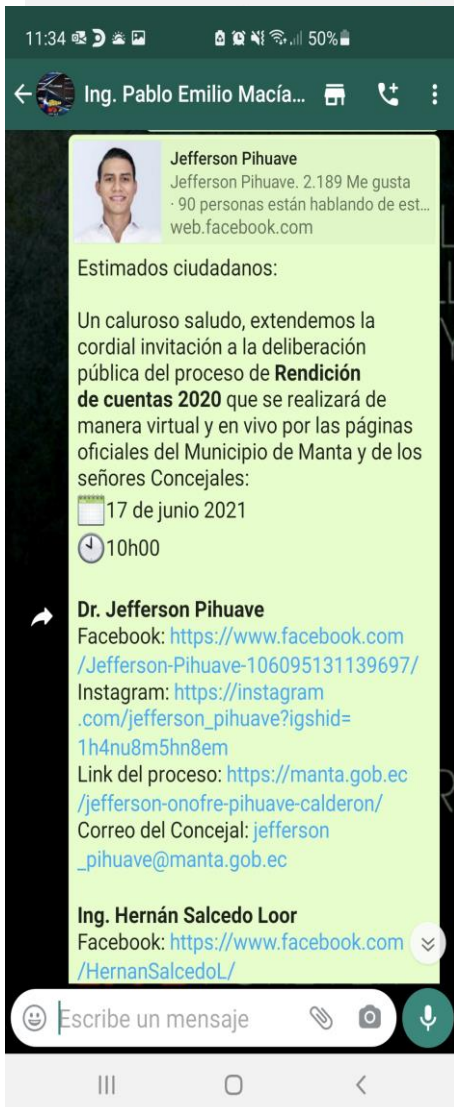 11:34 50%
Ing. Pablo Emilio Macía...
Jefferson Pihuave
Jefferson Pihuave. 2.189 Me gusta
· 90 personas están hablando de est...
web.facebook.com
Estimados ciudadanos:
Un caluroso saludo, extendemos la
cordial invitación a la deliberación
pública del proceso de Rendición
de cuentas 2020 que se realizará de
manera virtual y en vivo por las páginas
oficiales del Municipio de Manta y de los
señores Concejales:
17 de junio 2021
10h00
Dr. Jefferson Pihuave
Facebook: https://www.facebook.com
/Jefferson-Pihuave-106095131139697/
Instagram: https://instagram
.com/jefferson_pihuave?igshid=
1h4nu8m5hn8em
Link del proceso: https://manta.gob.ec
/jefferson-onofre-pihuave-calderon/
Correo del Concejal: jefferson
_pihuave@manta.gob.ec
Ing. Hernán Salcedo Loor
Facebook: https://www.facebook.com
/HernanSalcedoL/
Escribe un mensaje